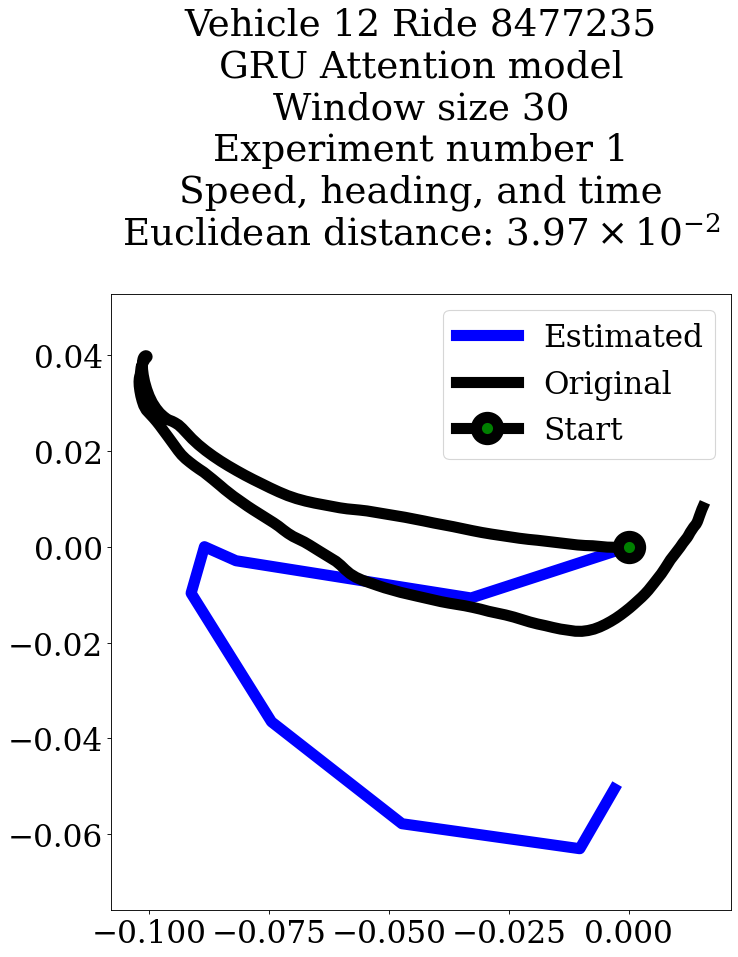 Vehicle 12 Ride 8477235
GRU Attention model
Window size 30
Experiment number 1
Speed, heading, and time
Euclidean distance: 3.97 × 10⁻²
Estimated
Original
Start
0.04
0.02
0.00
−0.02
−0.04
−0.06
−0.100 −0.075 −0.050 −0.025 0.000